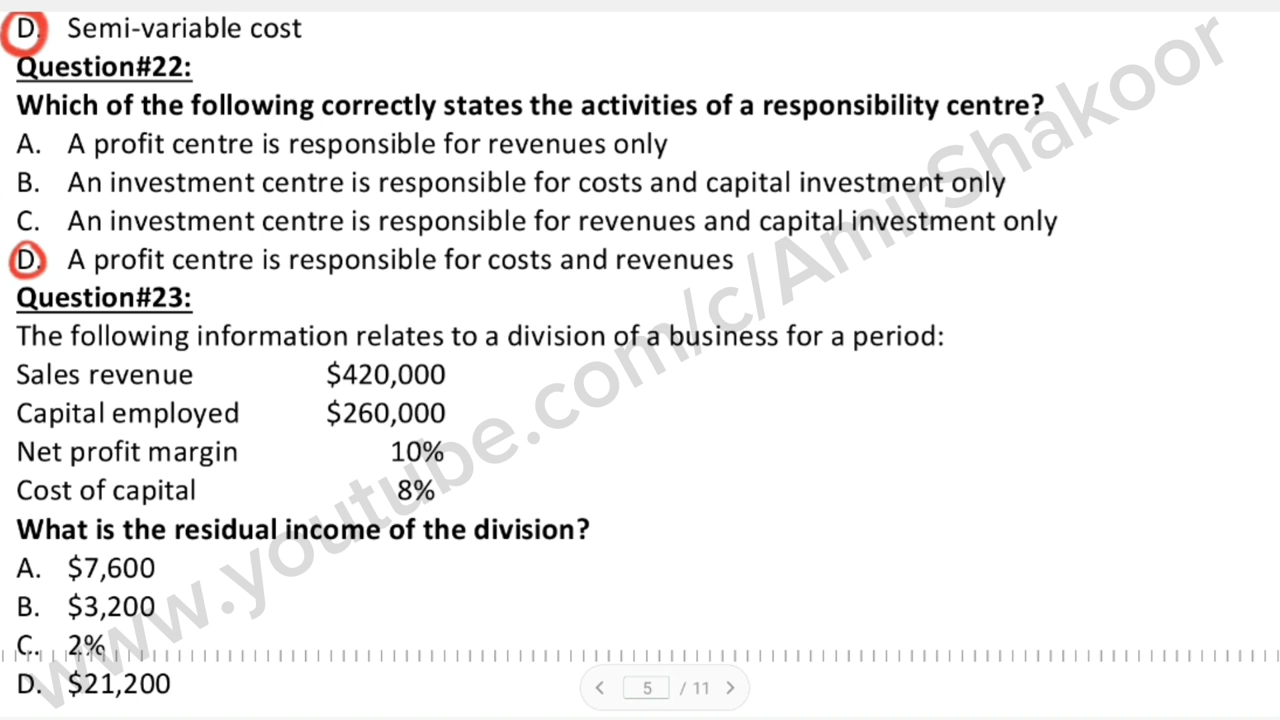 D. Semi-variable cost
Question#22:
Which of the following correctly states the activities of a responsibility centre?
A. A profit centre is responsible for revenues only
B. An investment centre is responsible for costs and capital investment only
C. An investment centre is responsible for revenues and capital investment only
D. A profit centre is responsible for costs and revenues
Question#23:
The following information relates to a division of a business for a period:
Sales revenue $420,000
Capital employed $260,000
Net profit margin 10%
Cost of capital 8%
What is the residual income of the division?
A. $7,600
B. $3,200
C. 2%
D. $21,200
5 / 11
www.youtube.com/c/AmirShakoor